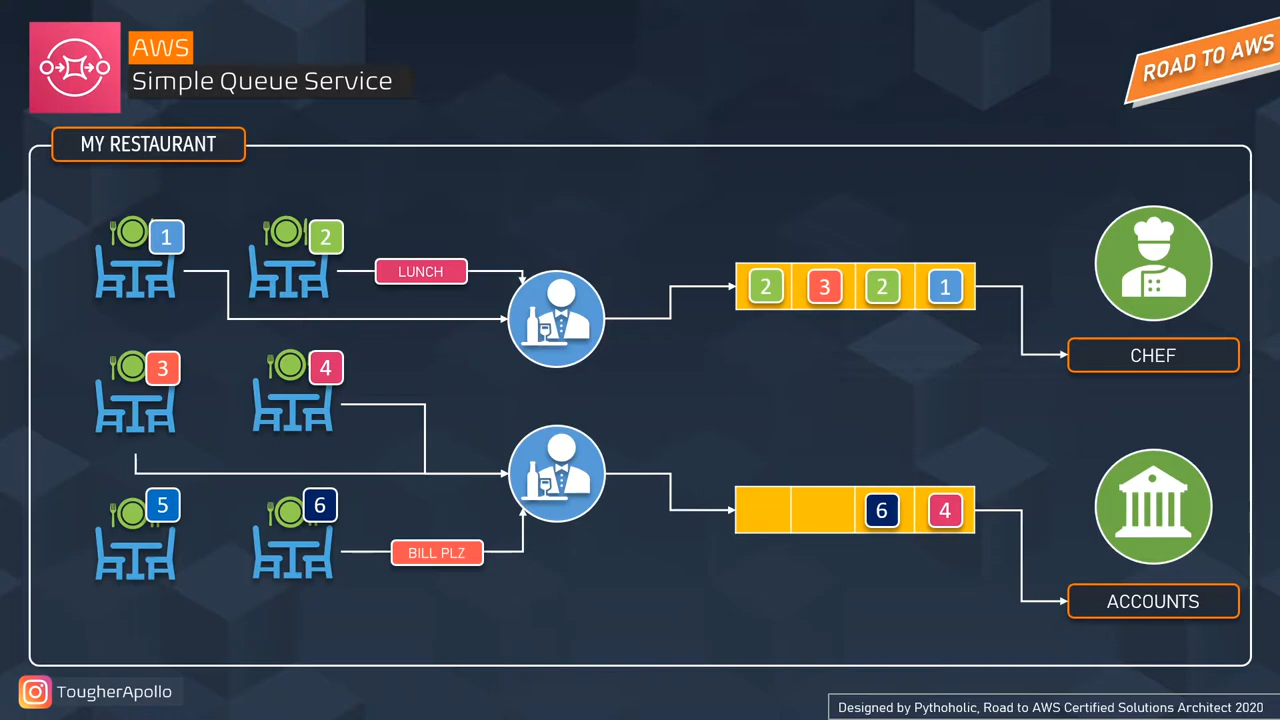 AWS
Simple Queue Service
ROAD TO AWS
MY RESTAURANT
1
2
LUNCH
2 3 2 1
CHEF
3
4
5
6
BILL PLZ
6 4
ACCOUNTS
TougherApollo
Designed by Pythoholic, Road to AWS Certified Solutions Architect 2020